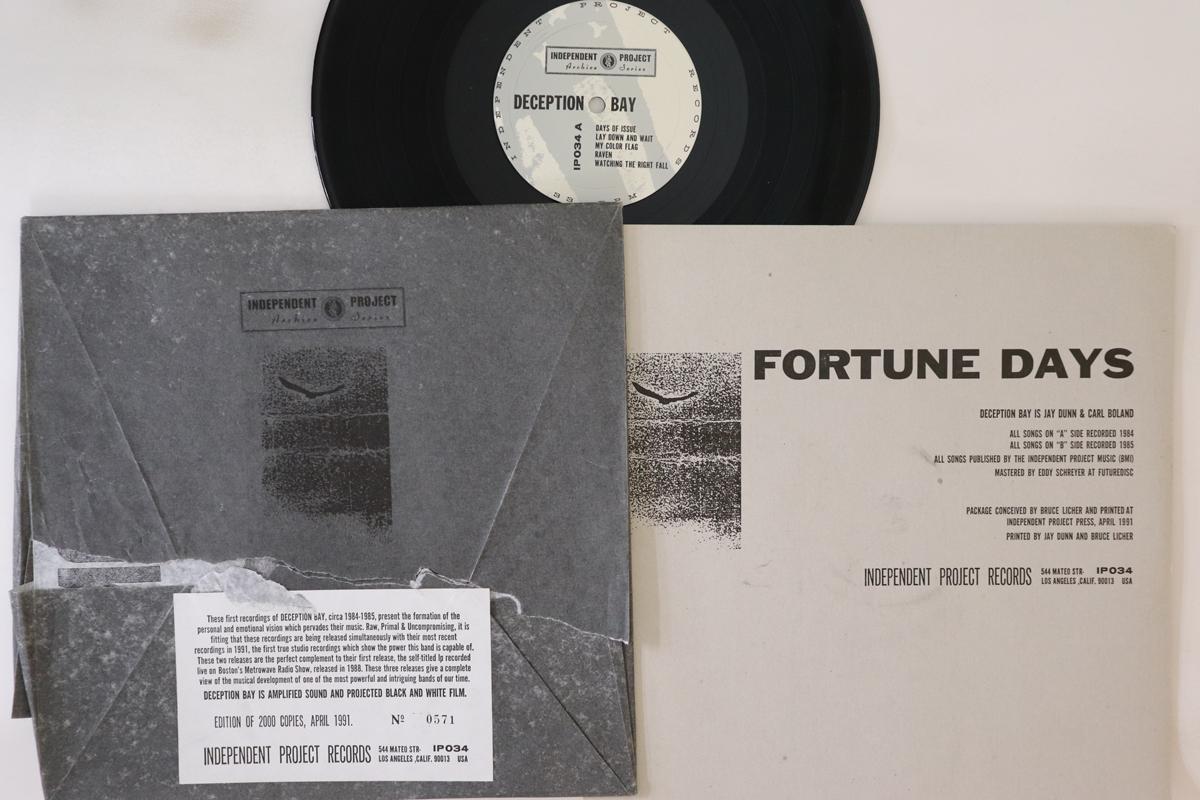 INDEPENDENT PROJECT RECORDS
INDEPENDENT PROJECT
Archive Series
DECEPTION BAY
IP034 A
DAYS OF ISSUE
LAY DOWN AND WAIT
MY COLOR FLAG
RAVEN
WATCHING THE RIGHT FALL
INDEPENDENT PROJECT
Archive Series
These first recordings of DECEPTION BAY, circa 1984-1985, present the formation of the
personal and emotional vision which pervades their music. Raw, Primal & Uncompromising, it is
fitting that these recordings are being released simultaneously with their most recent
recordings in 1991, the first true studio recordings which show the power this band is capable of.
These two releases are the perfect complement to their first release, the self-titled lp recorded
live on Boston's Metrowave Radio Show, released in 1988. These three releases give a complete
view of the musical development of one of the most powerful and intriguing bands of our time.
DECEPTION BAY IS AMPLIFIED SOUND AND PROJECTED BLACK AND WHITE FILM.
EDITION OF 2000 COPIES, APRIL 1991. Nº 0571
INDEPENDENT PROJECT RECORDS 544 MATEO STR· IP034
LOS ANGELES ,CALIF. 90013 USA
FORTUNE DAYS
DECEPTION BAY IS JAY DUNN & CARL BOLAND
ALL SONGS ON "A" SIDE RECORDED 1984
ALL SONGS ON "B" SIDE RECORDED 1985
ALL SONGS PUBLISHED BY THE INDEPENDENT PROJECT MUSIC (BMI)
MASTERED BY EDDY SCHREYER AT FUTUREDISC
PACKAGE CONCEIVED BY BRUCE LICHER AND PRINTED AT
INDEPENDENT PROJECT PRESS, APRIL 1991
PRINTED BY JAY DUNN AND BRUCE LICHER
INDEPENDENT PROJECT RECORDS 544 MATEO STR· IP034
LOS ANGELES ,CALIF. 90013 USA